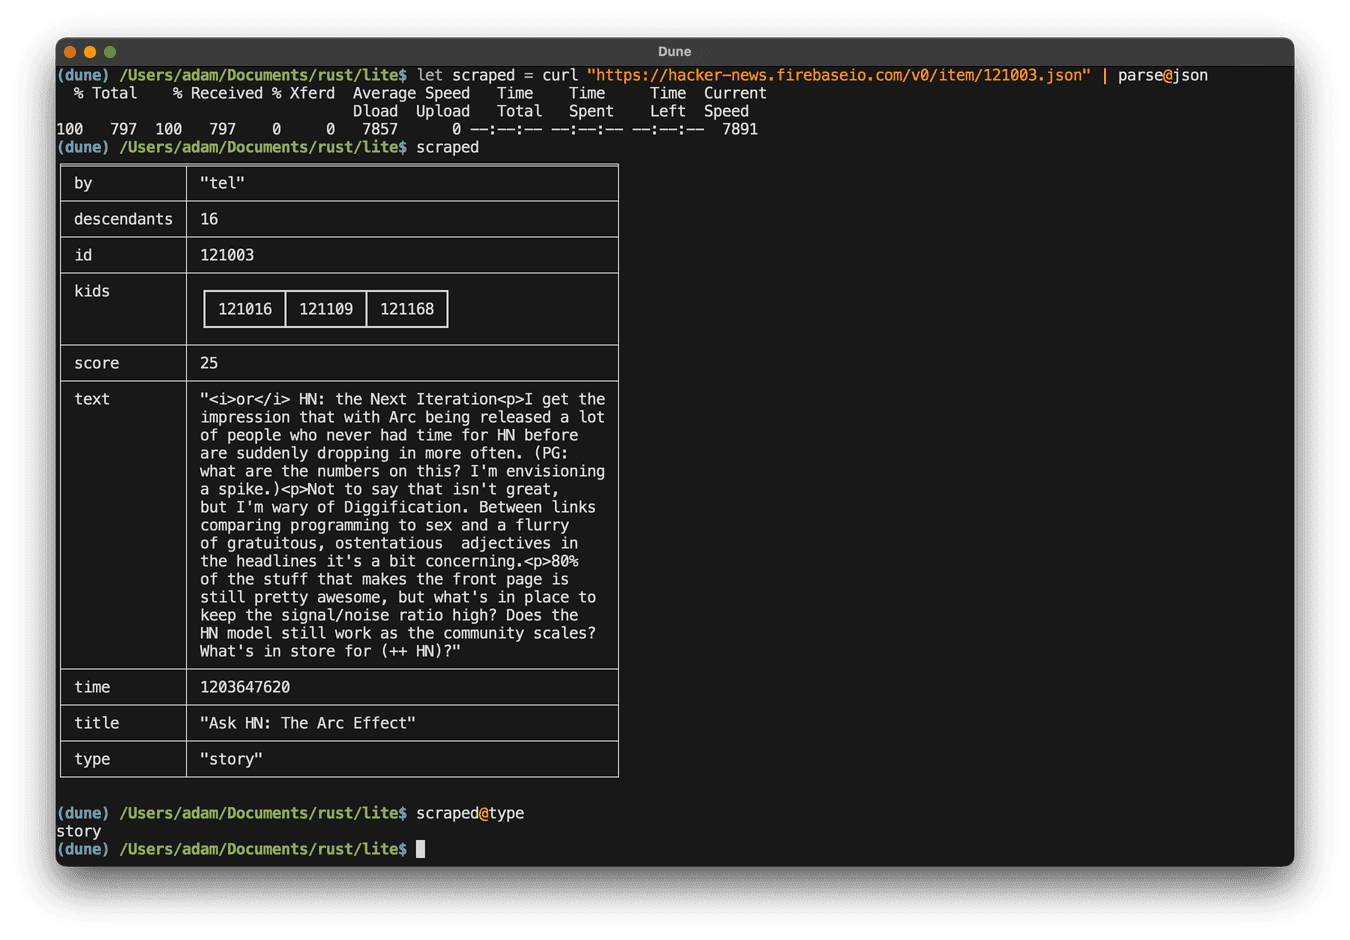 Dune
(dune) /Users/adam/Documents/rust/lite$ let scraped = curl "https://hacker-news.firebaseio.com/v0/item/121003.json" | parse@json
% Total % Received % Xferd Average Speed Time Time Time Current
Dload Upload Total Spent Left Speed
100 797 100 797 0 0 7857 0 --:--:-- --:--:-- --:--:-- 7891
(dune) /Users/adam/Documents/rust/lite$ scraped
by "tel"
descendants 16
id 121003
kids
121016 121109 121168
score 25
text "<i>or</i> HN: the Next Iteration<p>I get the
impression that with Arc being released a lot
of people who never had time for HN before
are suddenly dropping in more often. (PG:
what are the numbers on this? I'm envisioning
a spike.)<p>Not to say that isn't great,
but I'm wary of Diggification. Between links
comparing programming to sex and a flurry
of gratuitous, ostentatious  adjectives in
the headlines it's a bit concerning.<p>80%
of the stuff that makes the front page is
still pretty awesome, but what's in place to
keep the signal/noise ratio high? Does the
HN model still work as the community scales?
What's in store for (++ HN)?"
time 1203647620
title "Ask HN: The Arc Effect"
type "story"
(dune) /Users/adam/Documents/rust/lite$ scraped@type
story
(dune) /Users/adam/Documents/rust/lite$